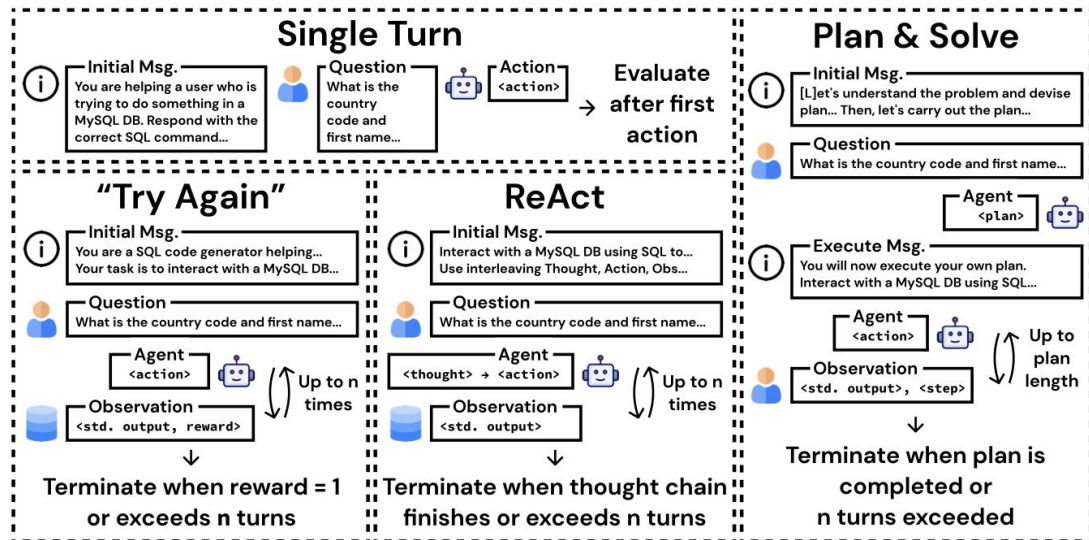 Single Turn
Initial Msg.
You are helping a user who is
trying to do something in a
MySQL DB. Respond with the
correct SQL command...
Question
What is the
country
code and
first name...
Action
<action>
→
Evaluate
after first
action
“Try Again”
Initial Msg.
You are a SQL code generator helping...
Your task is to interact with a MySQL DB...
Question
What is the country code and first name...
Agent
<action>
Up to n
times
Observation
<std. output, reward>
Terminate when reward = 1
or exceeds n turns
ReAct
Initial Msg.
Interact with a MySQL DB using SQL to...
Use interleaving Thought, Action, Obs...
Question
What is the country code and first name...
Agent
<thought> → <action>
Up to n
times
Observation
<std. output>
Terminate when thought chain
finishes or exceeds n turns
Plan & Solve
Initial Msg.
[L]et's understand the problem and devise
plan... Then, let's carry out the plan...
Question
What is the country code and first name...
Agent
<plan>
Execute Msg.
You will now execute your own plan.
Interact with a MySQL DB using SQL...
Agent
<action>
Up to
plan
length
Observation
<std. output>, <step>
Terminate when plan is
completed or
n turns exceeded